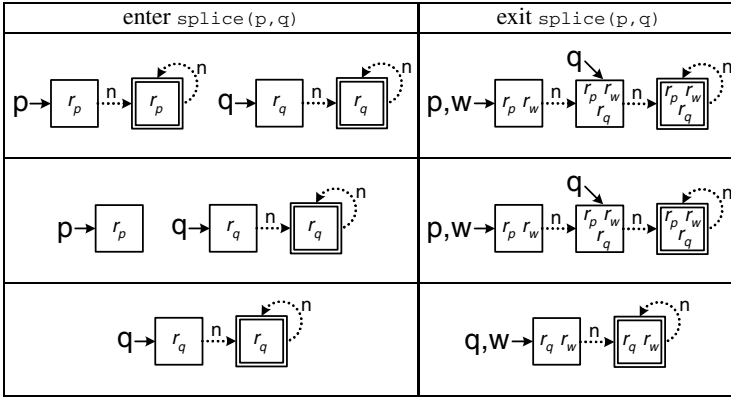 enter splice(p,q) exit splice(p,q)
p r_p n r_p n q r_q n r_q n p,w r_p r_w n q r_p r_w r_q n r_p r_w r_q n
p r_p q r_q n r_q n p,w r_p r_w n q r_p r_w r_q n r_p r_w r_q n
q r_q n r_q n q,w r_q r_w n r_q r_w n